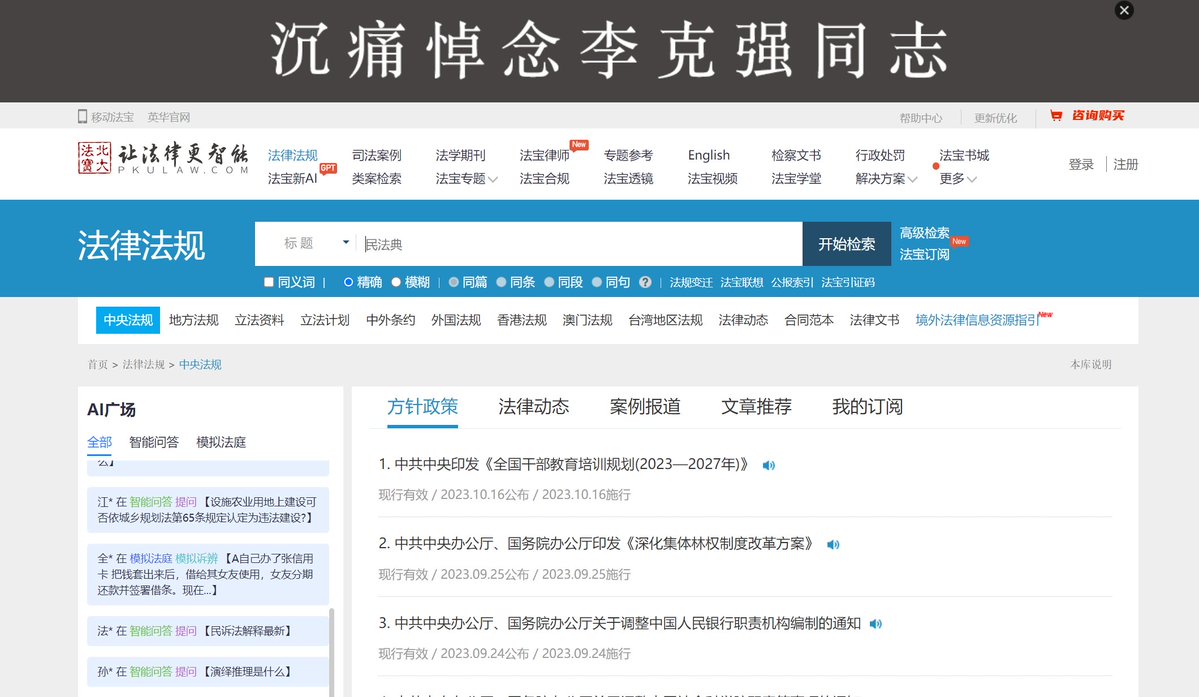 沉痛悼念李克强同志
移动法宝 英华官网 帮助中心 更新优化 咨询购买
北大法宝 让法律更智能
PKULAW.COM
法律法规 司法案例 法学期刊 法宝律师 New 专题参考 English 检察文书 行政处罚 法宝书城
法宝新AI GPT 类案检索 法宝专题 法宝合规 法宝透镜 法宝视频 法宝学堂 解决方案 更多
登录 注册
法律法规
标题 民法典 开始检索
高级检索
法宝订阅 New
同义词 | 精确 模糊 | 同篇 同条 同段 同句 ? | 法规变迁 法宝联想 公报索引 法宝引证码
中央法规 地方法规 立法资料 立法计划 中外条约 外国法规 香港法规 澳门法规 台湾地区法规 法律动态 合同范本 法律文书 境外法律信息资源指引 New
首页 > 法律法规 > 中央法规 本库说明
AI广场
全部 智能问答 模拟法庭
么】
江* 在 智能问答 提问 【设施农业用地上建设可
否依城乡规划法第65条规定认定为违法建设?】
全* 在 模拟法庭 模拟诉辨 【A自己办了张信用
卡 把钱套出来后，借给其女友使用，女友分期
还款并签署借条。现在...】
法* 在 智能问答 提问 【民诉法解释最新】
孙* 在 智能问答 提问 【演绎推理是什么】
方针政策 法律动态 案例报道 文章推荐 我的订阅
1. 中共中央印发《全国干部教育培训规划(2023—2027年)》
现行有效 / 2023.10.16公布 / 2023.10.16施行
2. 中共中央办公厅、国务院办公厅印发《深化集体林权制度改革方案》
现行有效 / 2023.09.25公布 / 2023.09.25施行
3. 中共中央办公厅、国务院办公厅关于调整中国人民银行职责机构编制的通知
现行有效 / 2023.09.24公布 / 2023.09.24施行